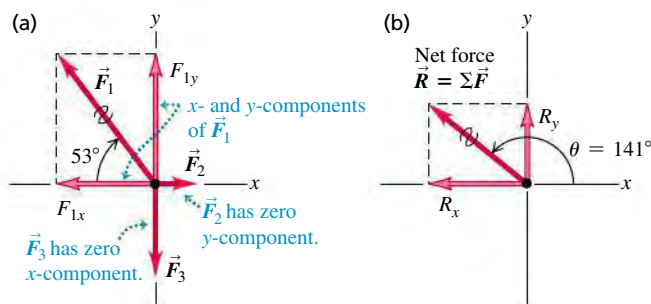 (a)
y
F⃗1
F1y
x- and y-components
of F⃗1
53°
F⃗2
x
F1x
F⃗2 has zero
y-component.
F⃗3 has zero
x-component.
F⃗3
(b)
y
Net force
R⃗ = ΣF⃗
Ry
θ = 141°
x
Rx